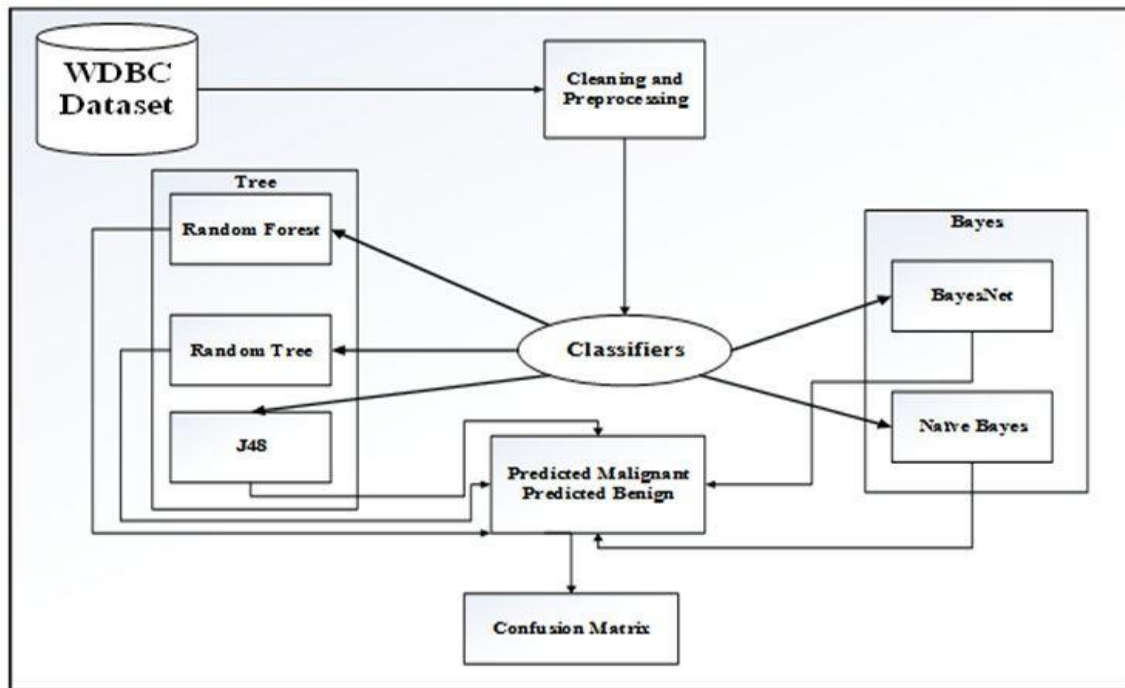 WDBC
Dataset
Cleaning and
Preprocessing
Tree
Random Forest
Random Tree
J48
Classifiers
Bayes
BayesNet
Naïve Bayes
Predicted Malignant
Predicted Benign
Confusion Matrix